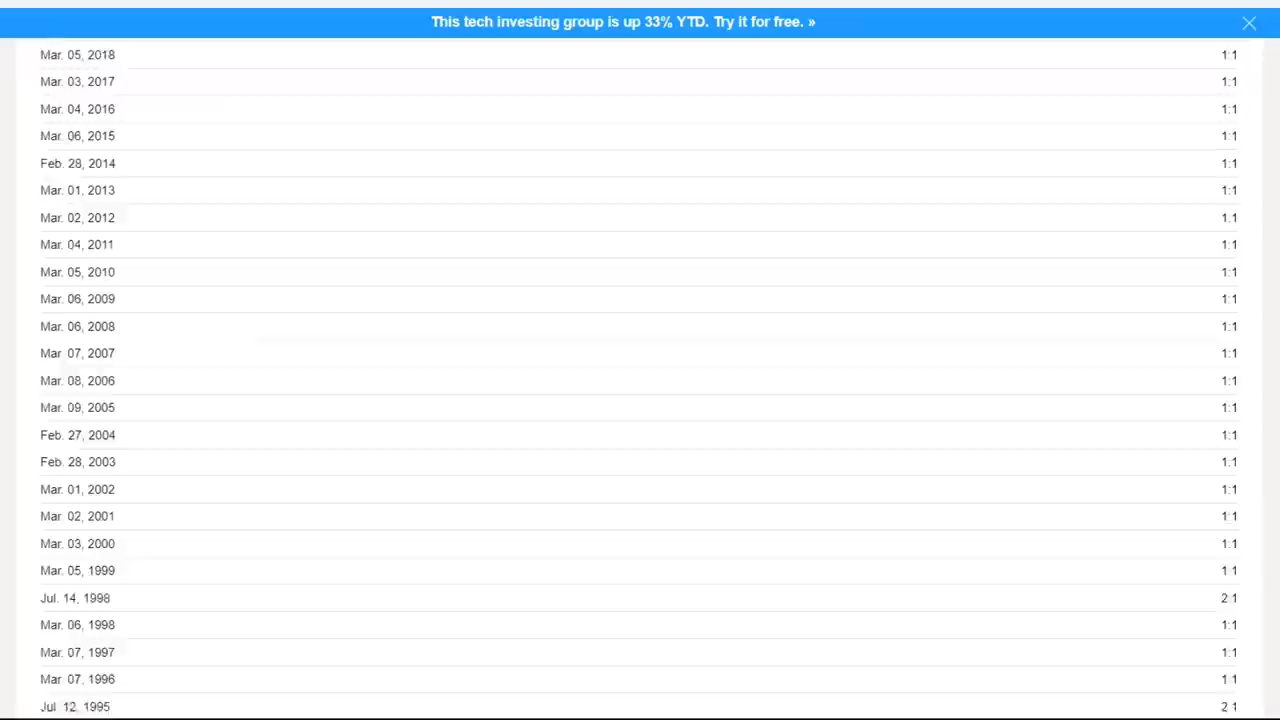 This tech investing group is up 33% YTD. Try it for free. »
Mar. 05, 2018 1:1
Mar. 03, 2017 1:1
Mar. 04, 2016 1:1
Mar. 06, 2015 1:1
Feb. 28, 2014 1:1
Mar. 01, 2013 1:1
Mar. 02, 2012 1:1
Mar. 04, 2011 1:1
Mar. 05, 2010 1:1
Mar. 06, 2009 1:1
Mar. 06, 2008 1:1
Mar. 07, 2007 1:1
Mar. 08, 2006 1:1
Mar. 09, 2005 1:1
Feb. 27, 2004 1:1
Feb. 28, 2003 1:1
Mar. 01, 2002 1:1
Mar. 02, 2001 1:1
Mar. 03, 2000 1:1
Mar. 05, 1999 1:1
Jul. 14, 1998 2:1
Mar. 06, 1998 1:1
Mar. 07, 1997 1:1
Mar. 07, 1996 1:1
Jul. 12, 1995 2:1